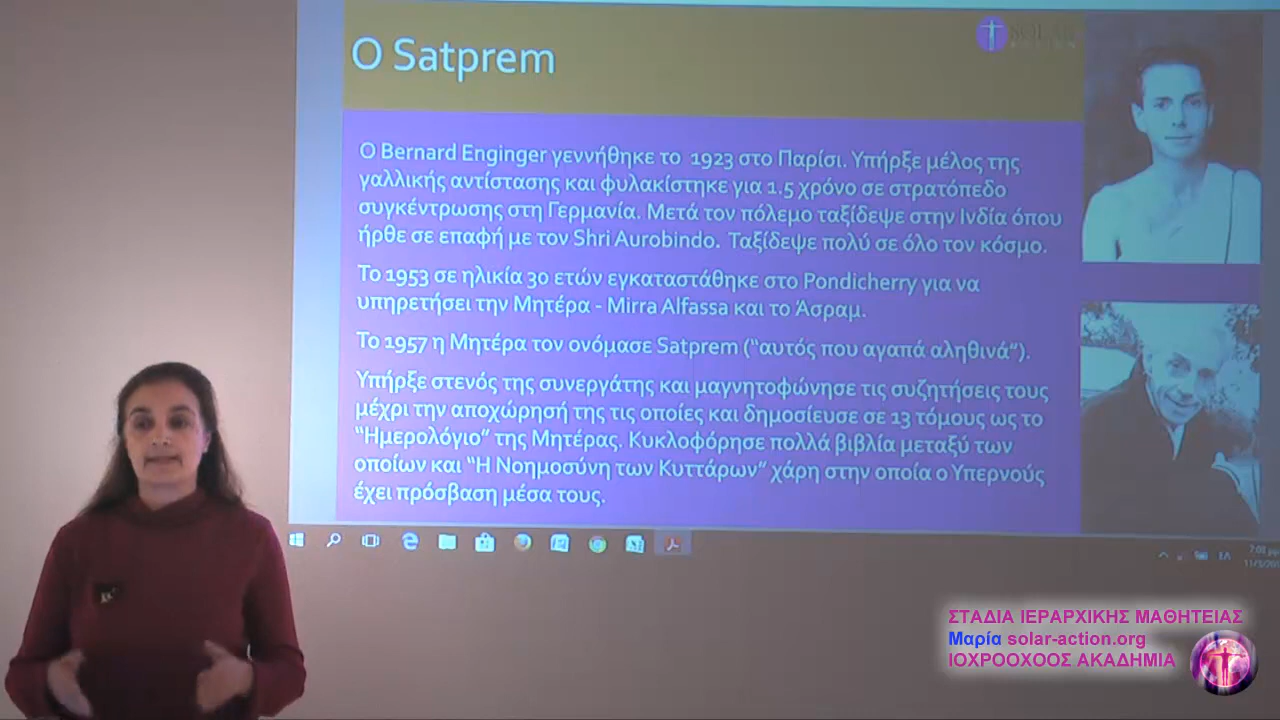 Ο Satprem
SOLAR
ACTION
Ο Bernard Enginger γεννήθηκε το 1923 στο Παρίσι. Υπήρξε μέλος της
γαλλικής αντίστασης και φυλακίστηκε για 1.5 χρόνο σε στρατόπεδο
συγκέντρωσης στη Γερμανία. Μετά τον πόλεμο ταξίδεψε στην Ινδία όπου
ήρθε σε επαφή με τον Shri Aurobindo. Ταξίδεψε πολύ σε όλο τον κόσμο.
Το 1953 σε ηλικία 30 ετών εγκαταστάθηκε στο Pondicherry για να
υπηρετήσει την Μητέρα - Mirra Alfassa και το Άσραμ.
Το 1957 η Μητέρα τον ονόμασε Satprem ("αυτός που αγαπά αληθινά").
Υπήρξε στενός της συνεργάτης και μαγνητοφώνησε τις συζητήσεις τους
μέχρι την αποχώρησή της τις οποίες και δημοσίευσε σε 13 τόμους ως το
"Ημερολόγιο" της Μητέρας. Κυκλοφόρησε πολλά βιβλία μεταξύ των
οποίων και "Η Νοημοσύνη των Κυττάρων" χάρη στην οποία ο Υπερνούς
έχει πρόσβαση μέσα τους.
ΕΛ
ΣΤΑΔΙΑ ΙΕΡΑΡΧΙΚΗΣ ΜΑΘΗΤΕΙΑΣ
Μαρία solar-action.org
ΙΟΧΡΟΟΧΟΟΣ ΑΚΑΔΗΜΙΑ